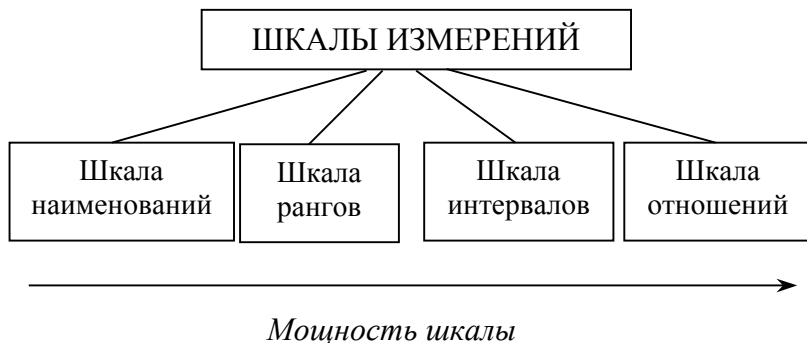 ШКАЛЫ ИЗМЕРЕНИЙ
Шкала
наименований
Шкала
рангов
Шкала
интервалов
Шкала
отношений
Мощность шкалы